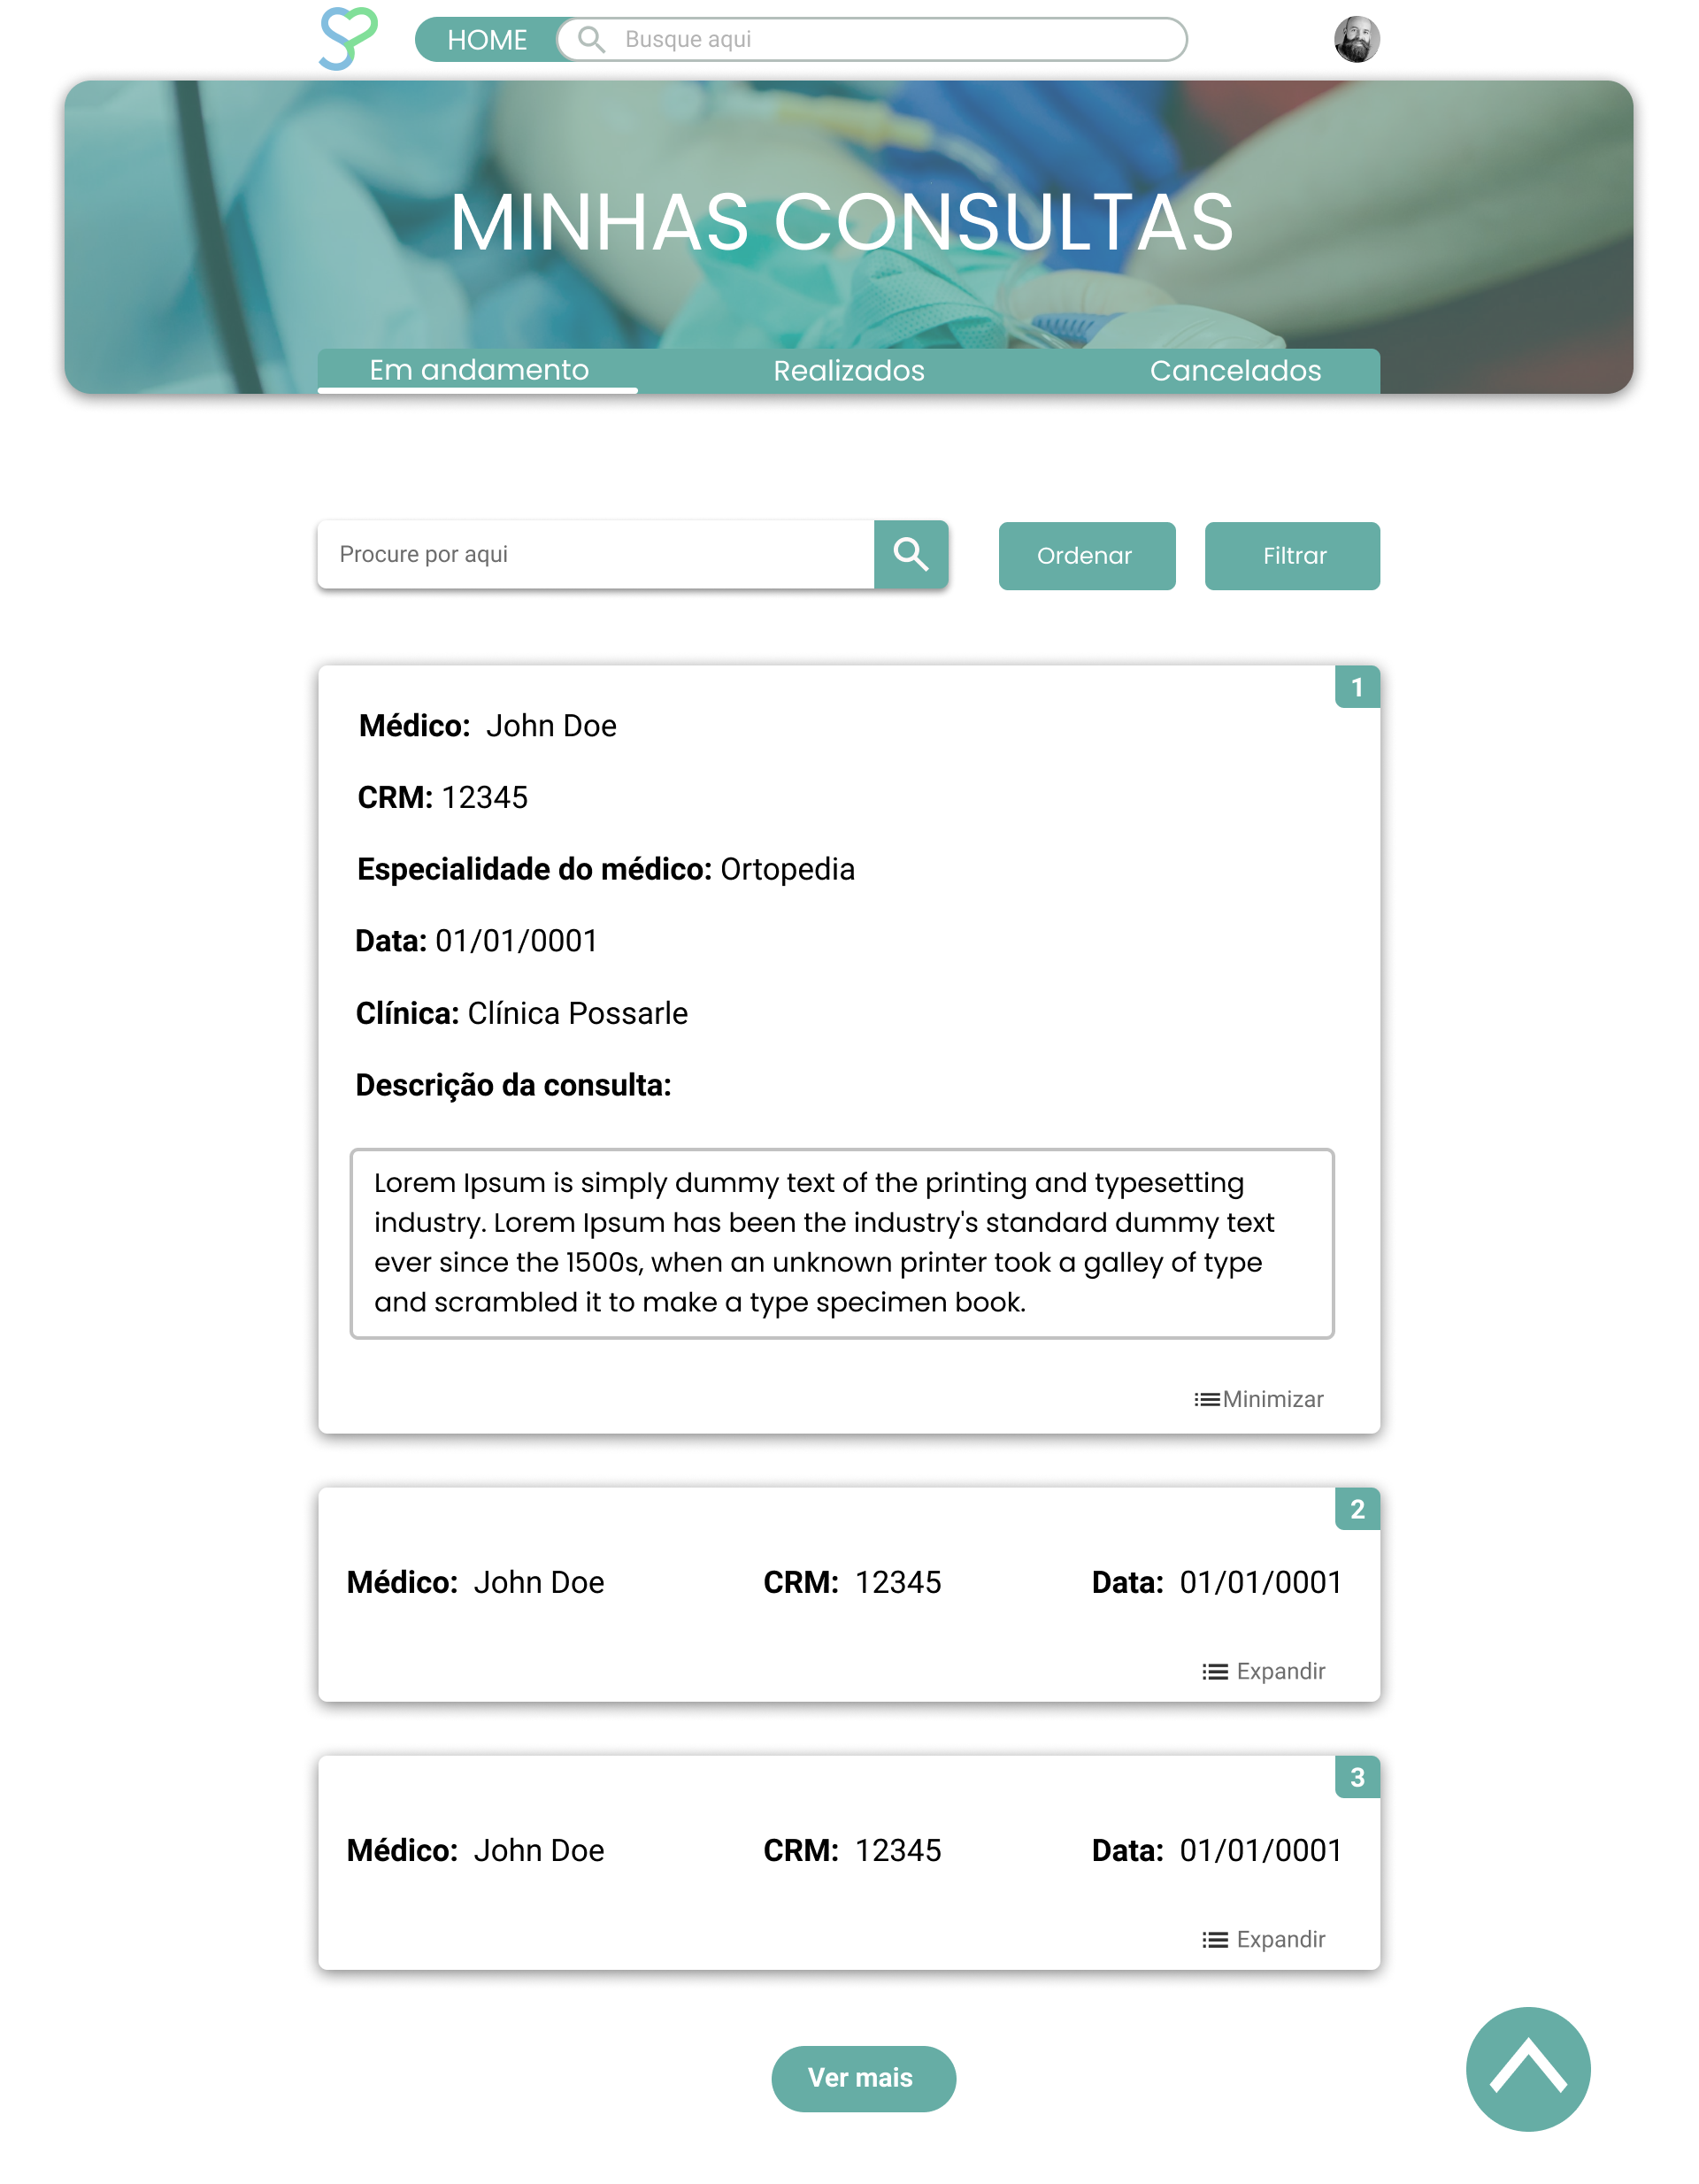 HOME
Busque aqui
MINHAS CONSULTAS
Em andamento Realizados Cancelados
Procure por aqui
Ordenar Filtrar
1
Médico: John Doe
CRM: 12345
Especialidade do médico: Ortopedia
Data: 01/01/0001
Clínica: Clínica Possarle
Descrição da consulta:
Lorem Ipsum is simply dummy text of the printing and typesetting
industry. Lorem Ipsum has been the industry's standard dummy text
ever since the 1500s, when an unknown printer took a galley of type
and scrambled it to make a type specimen book.
Minimizar
2
Médico: John Doe CRM: 12345 Data: 01/01/0001
Expandir
3
Médico: John Doe CRM: 12345 Data: 01/01/0001
Expandir
Ver mais